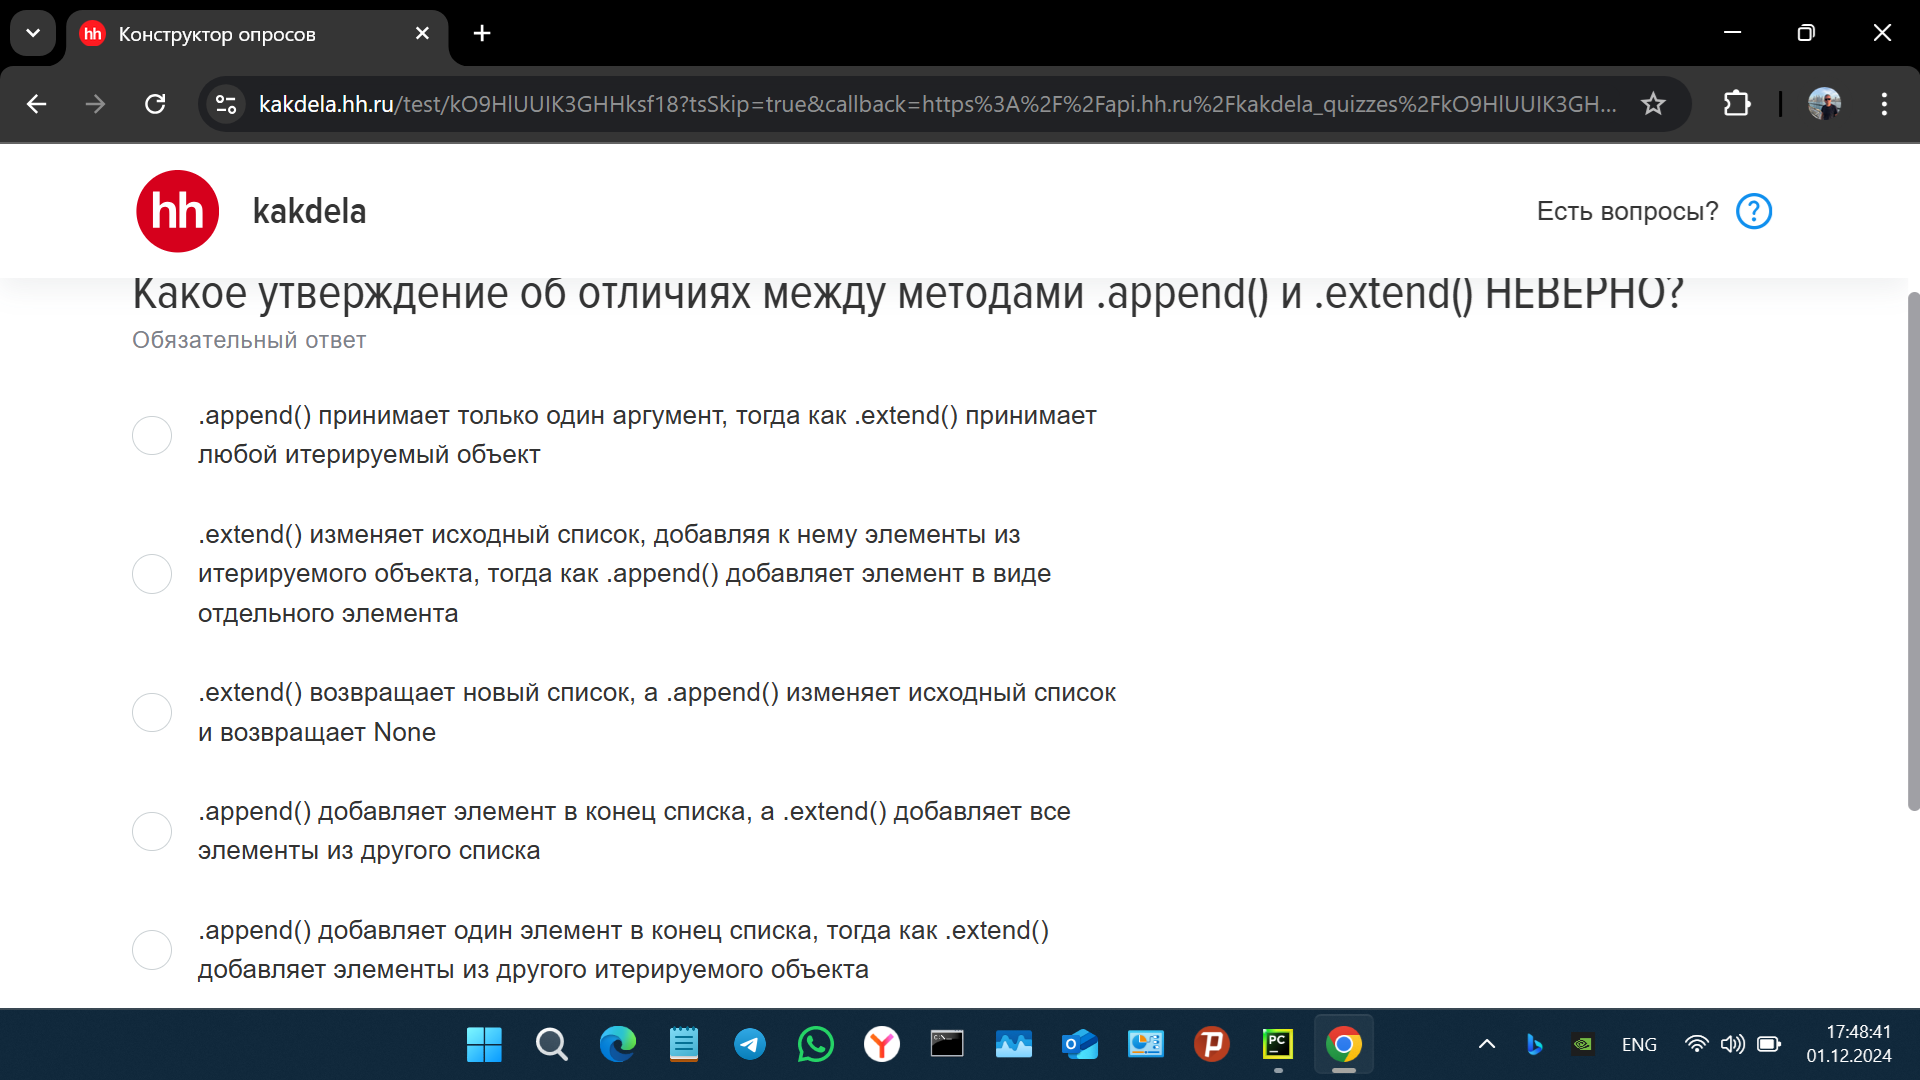 hh Конструктор опросов
kakdela.hh.ru/test/kO9HlUUIK3GHHksf18?tsSkip=true&callback=https%3A%2F%2Fapi.hh.ru%2Fkakdela_quizzes%2FkO9HlUUIK3GH...
hh kakdela
Есть вопросы? ?
Какое утверждение об отличиях между методами .append() и .extend() НЕВЕРНО?
Обязательный ответ
.append() принимает только один аргумент, тогда как .extend() принимает
любой итерируемый объект
.extend() изменяет исходный список, добавляя к нему элементы из
итерируемого объекта, тогда как .append() добавляет элемент в виде
отдельного элемента
.extend() возвращает новый список, а .append() изменяет исходный список
и возвращает None
.append() добавляет элемент в конец списка, а .extend() добавляет все
элементы из другого списка
.append() добавляет один элемент в конец списка, тогда как .extend()
добавляет элементы из другого итерируемого объекта
PC
ENG
17:48:41
01.12.2024